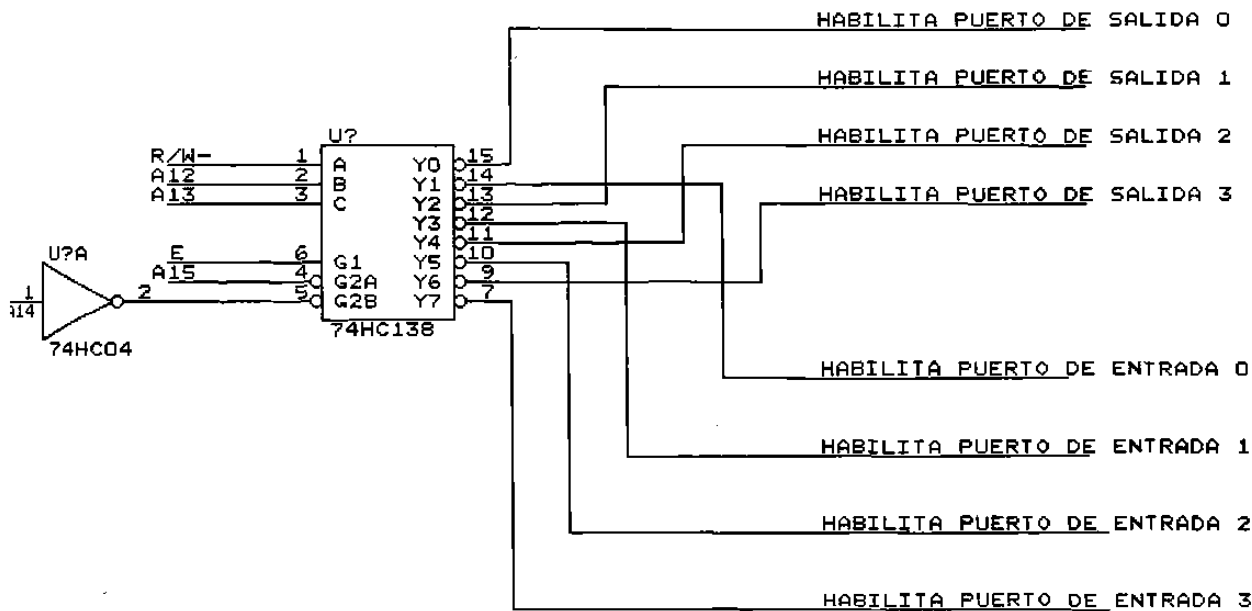 HABILITA PUERTO DE SALIDA 0
HABILITA PUERTO DE SALIDA 1
HABILITA PUERTO DE SALIDA 2
HABILITA PUERTO DE SALIDA 3
U?
R/W- 1 A Y0 15
A12 2 B Y1 14
A13 3 C Y2 13
Y3 12
Y4 11
E 6 G1 Y5 10
A15 4 G2A Y6 9
5 G2B Y7 7
74HC138
U?A
1 2
A14
74HC04
HABILITA PUERTO DE ENTRADA 0
HABILITA PUERTO DE ENTRADA 1
HABILITA PUERTO DE ENTRADA 2
HABILITA PUERTO DE ENTRADA 3